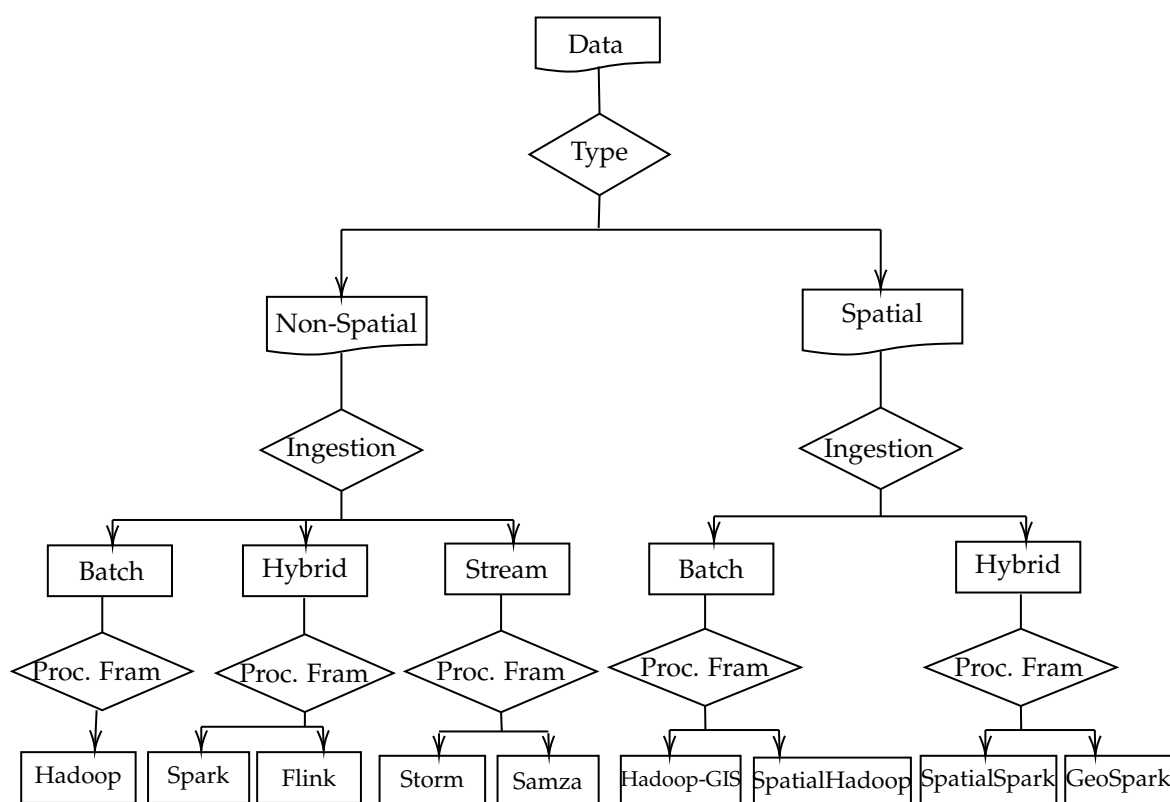 Data
Type
Non-Spatial
Spatial
Ingestion
Ingestion
Batch
Hybrid
Stream
Batch
Hybrid
Proc. Fram
Proc. Fram
Proc. Fram
Proc. Fram
Proc. Fram
Hadoop
Spark
Flink
Storm
Samza
Hadoop-GIS
SpatialHadoop
SpatialSpark
GeoSpark